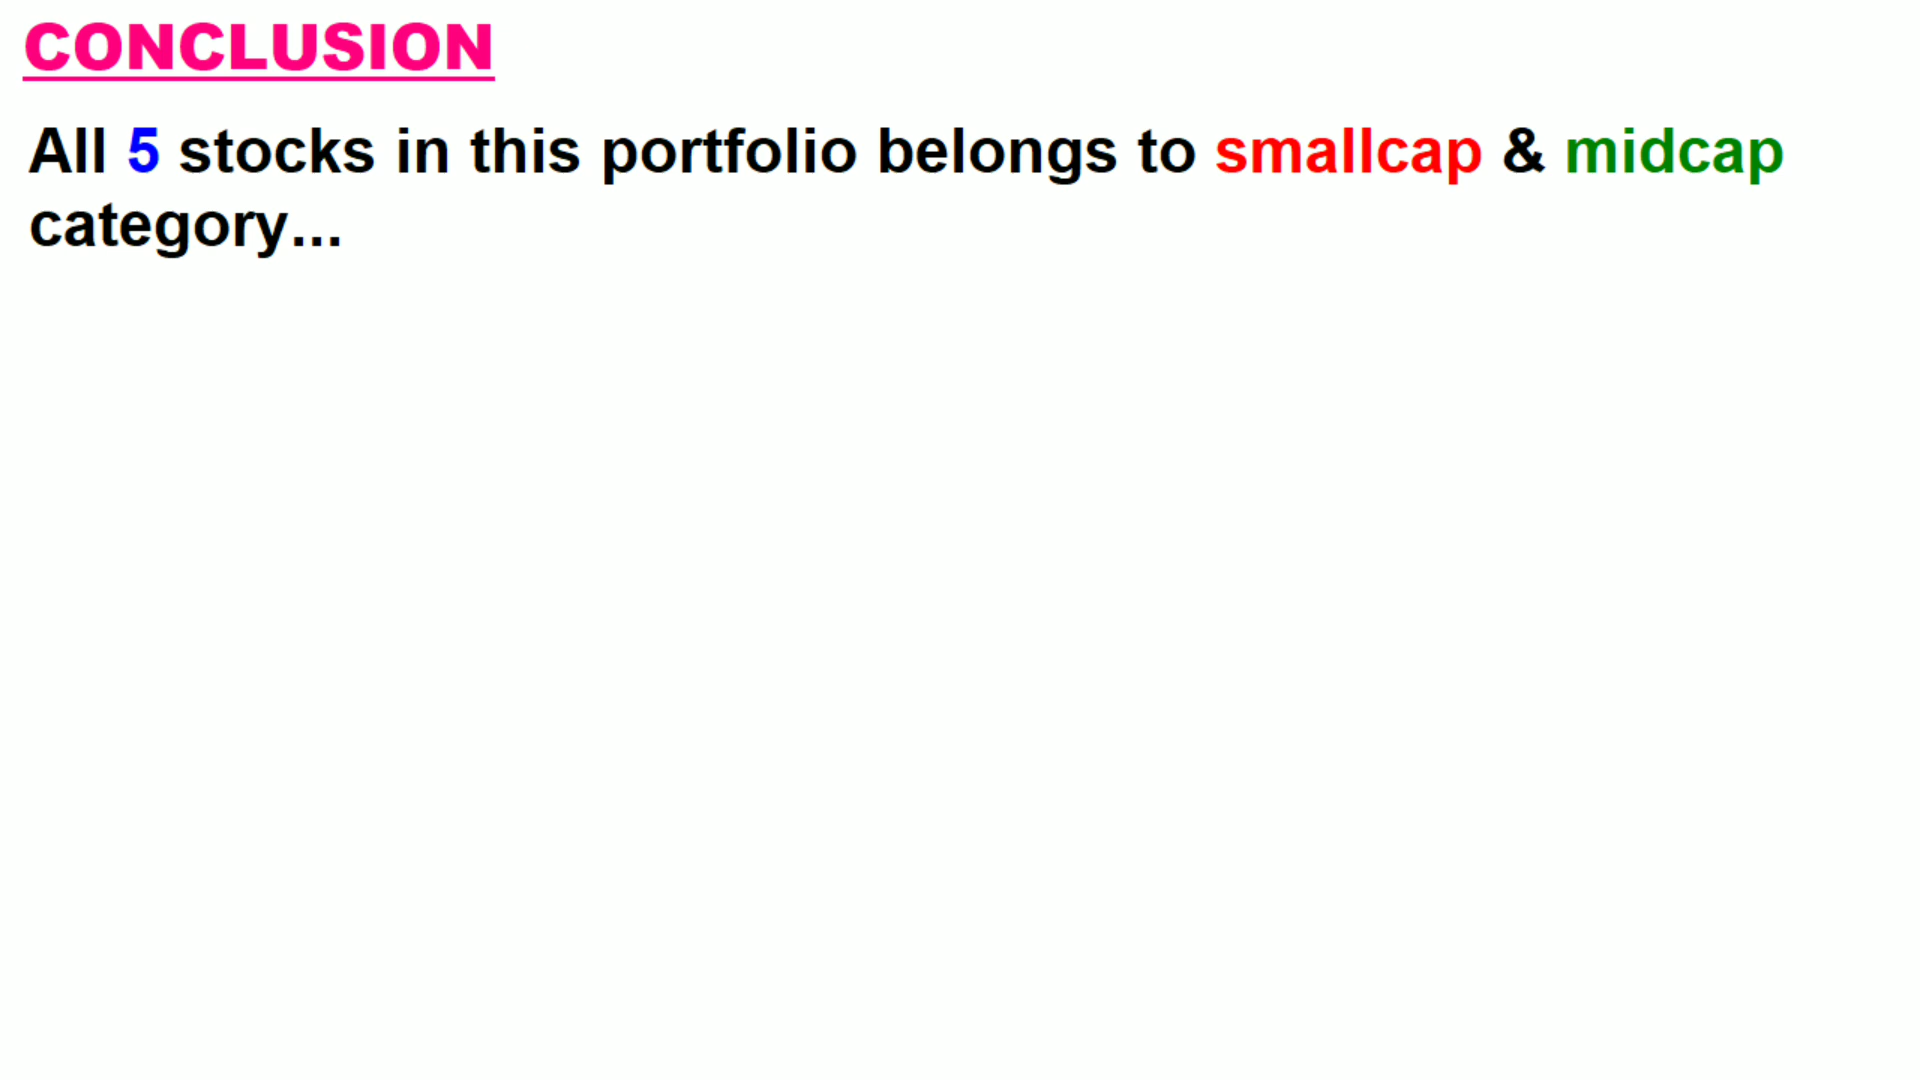 CONCLUSION
All 5 stocks in this portfolio belongs to smallcap & midcap
category...